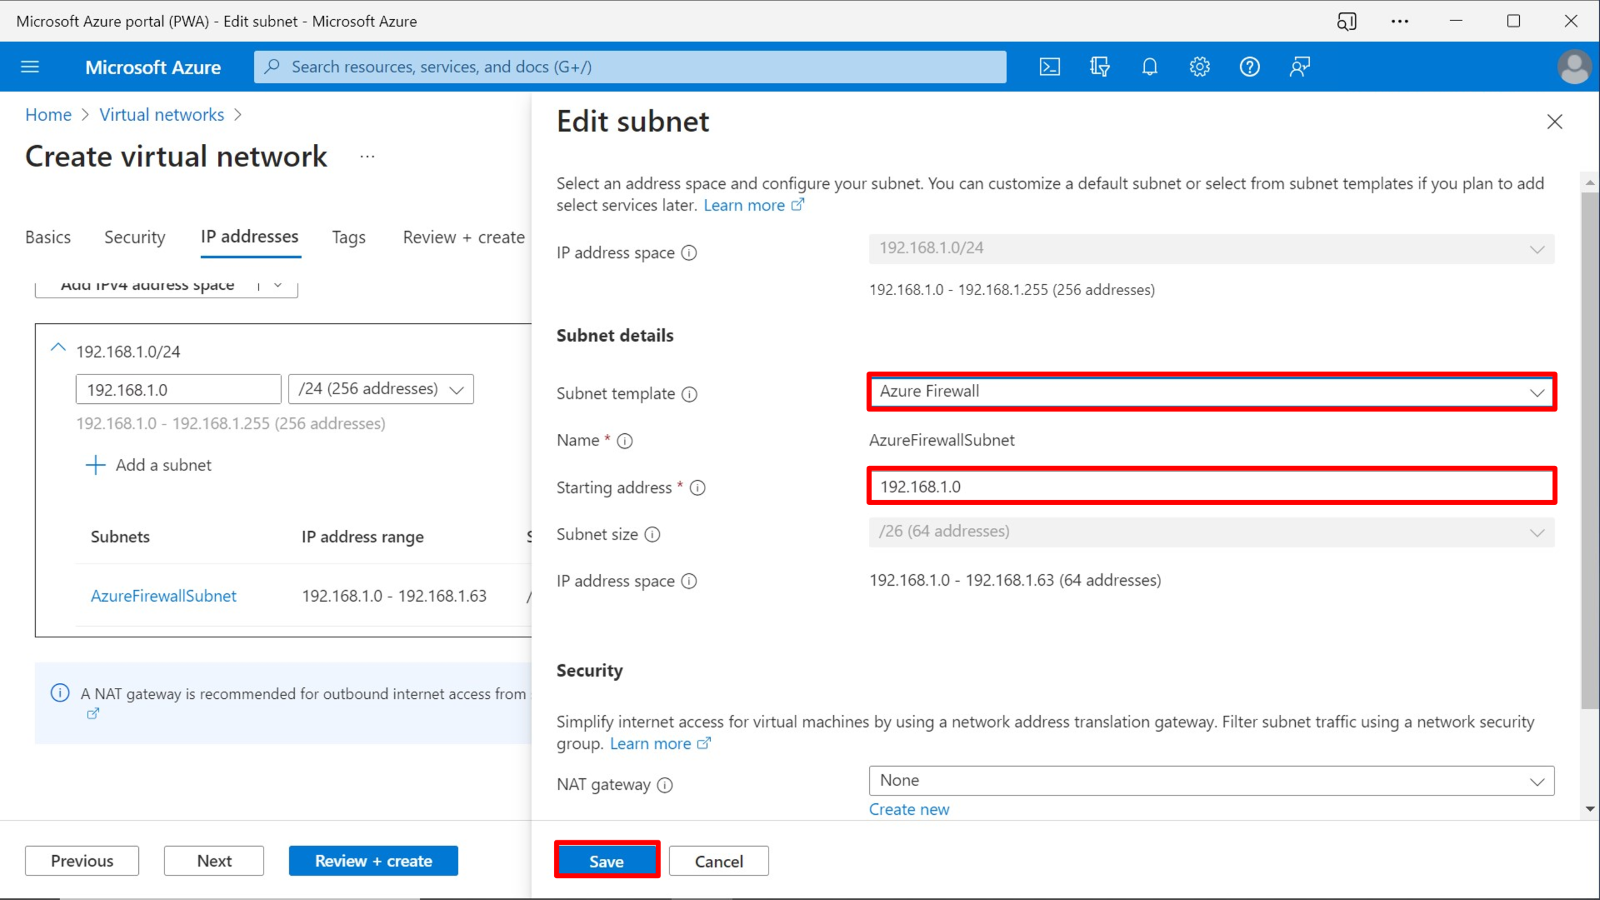 Microsoft Azure portal (PWA) - Edit subnet - Microsoft Azure
Microsoft Azure
Search resources, services, and docs (G+/)
Home > Virtual networks >
Create virtual network ...
Basics Security IP addresses Tags Review + create
Add IPv4 address space
192.168.1.0/24
192.168.1.0 /24 (256 addresses)
192.168.1.0 - 192.168.1.255 (256 addresses)
+ Add a subnet
Subnets IP address range
AzureFirewallSubnet 192.168.1.0 - 192.168.1.63 /
A NAT gateway is recommended for outbound internet access from
Previous Next Review + create
Edit subnet
Select an address space and configure your subnet. You can customize a default subnet or select from subnet templates if you plan to add
select services later. Learn more
IP address space 192.168.1.0/24
192.168.1.0 - 192.168.1.255 (256 addresses)
Subnet details
Subnet template Azure Firewall
Name * AzureFirewallSubnet
Starting address * 192.168.1.0
Subnet size /26 (64 addresses)
IP address space 192.168.1.0 - 192.168.1.63 (64 addresses)
Security
Simplify internet access for virtual machines by using a network address translation gateway. Filter subnet traffic using a network security
group. Learn more
NAT gateway None
Create new
Save Cancel